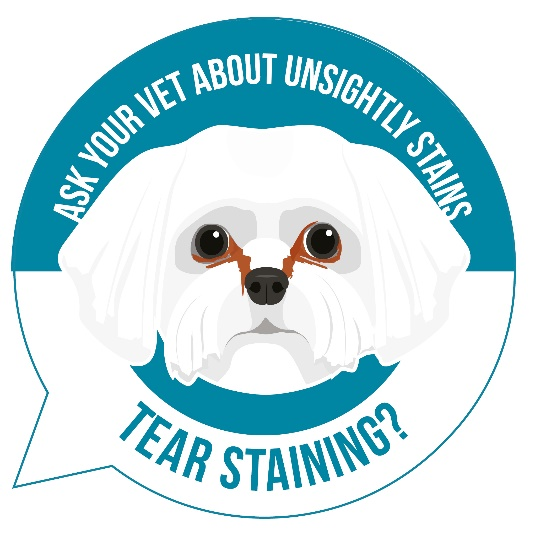 ASK YOUR VET ABOUT UNSIGHTLY STAINS
TEAR STAINING?